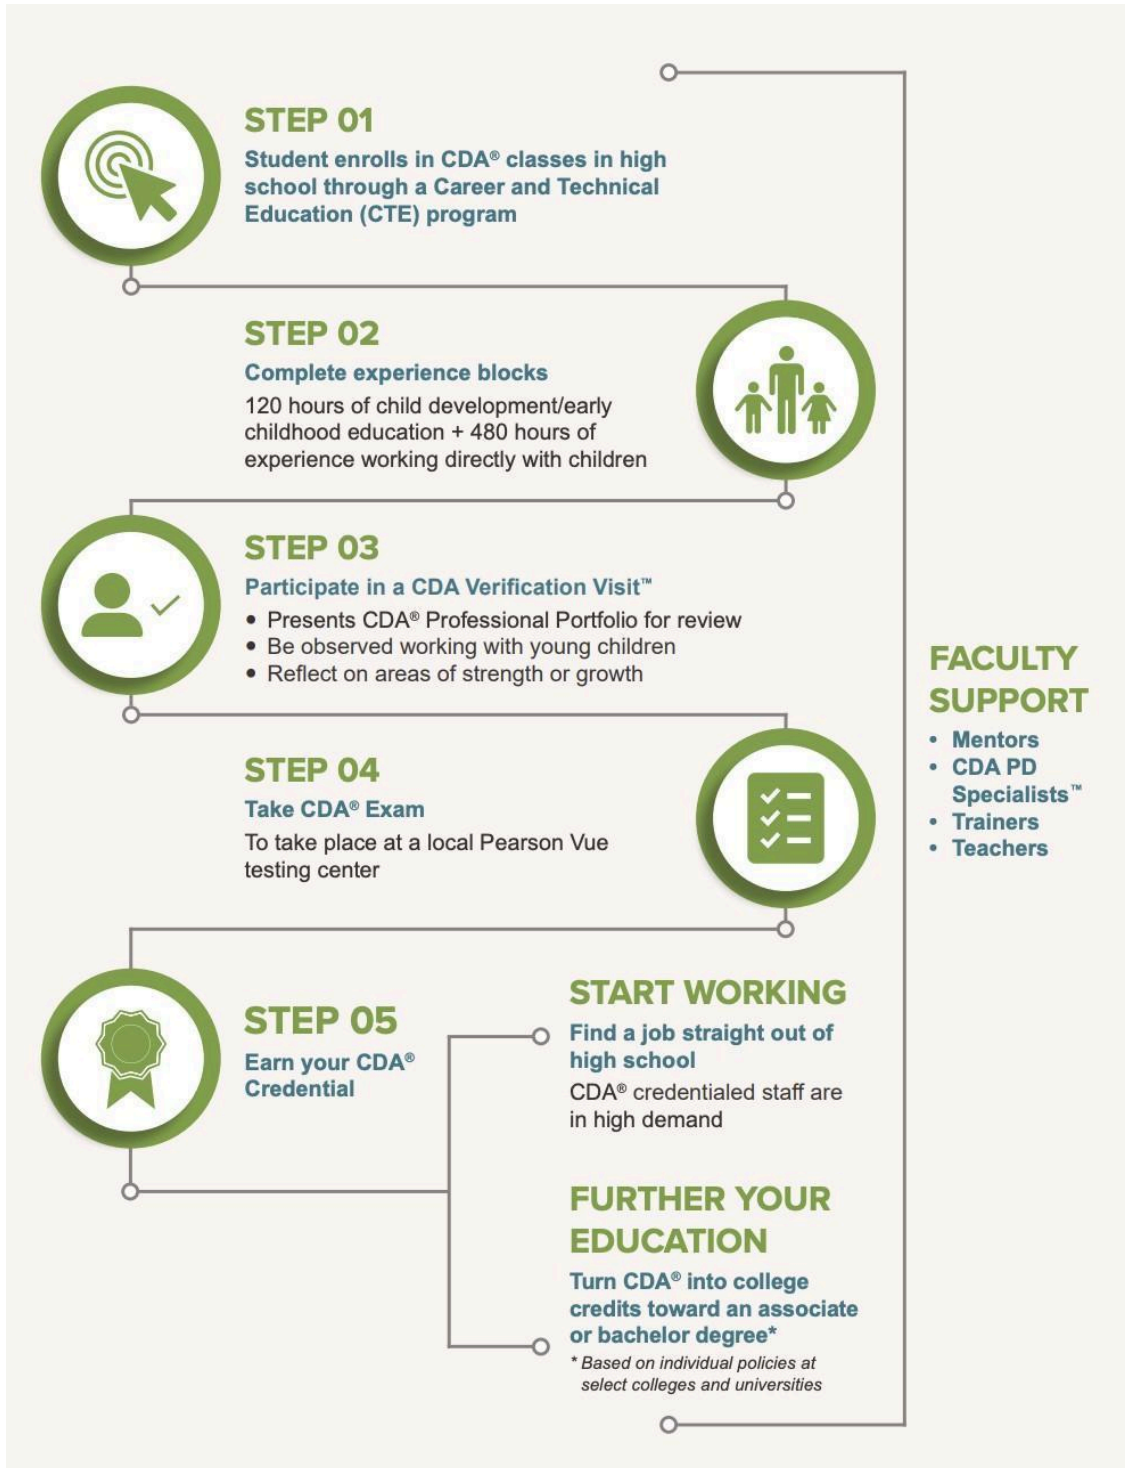 STEP 01
Student enrolls in CDA® classes in high
school through a Career and Technical
Education (CTE) program
STEP 02
Complete experience blocks
120 hours of child development/early
childhood education + 480 hours of
experience working directly with children
STEP 03
Participate in a CDA Verification Visit™
• Presents CDA® Professional Portfolio for review
• Be observed working with young children
• Reflect on areas of strength or growth
STEP 04
Take CDA® Exam
To take place at a local Pearson Vue
testing center
STEP 05
Earn your CDA®
Credential
START WORKING
Find a job straight out of
high school
CDA® credentialed staff are
in high demand
FURTHER YOUR
EDUCATION
Turn CDA® into college
credits toward an associate
or bachelor degree*
* Based on individual policies at
select colleges and universities
FACULTY
SUPPORT
• Mentors
• CDA PD
Specialists™
• Trainers
• Teachers